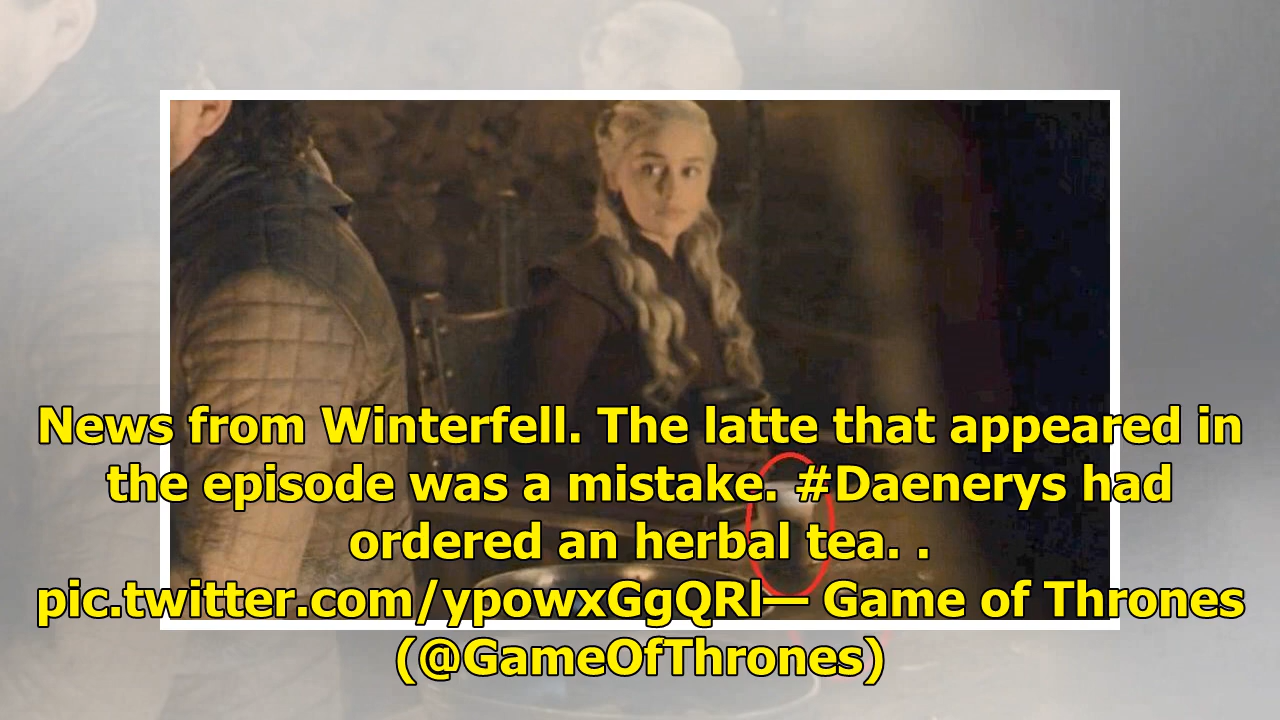 News from Winterfell. The latte that appeared in
the episode was a mistake. #Daenerys had
ordered an herbal tea. .
pic.twitter.com/ypowxGgQRl— Game of Thrones
(@GameOfThrones)